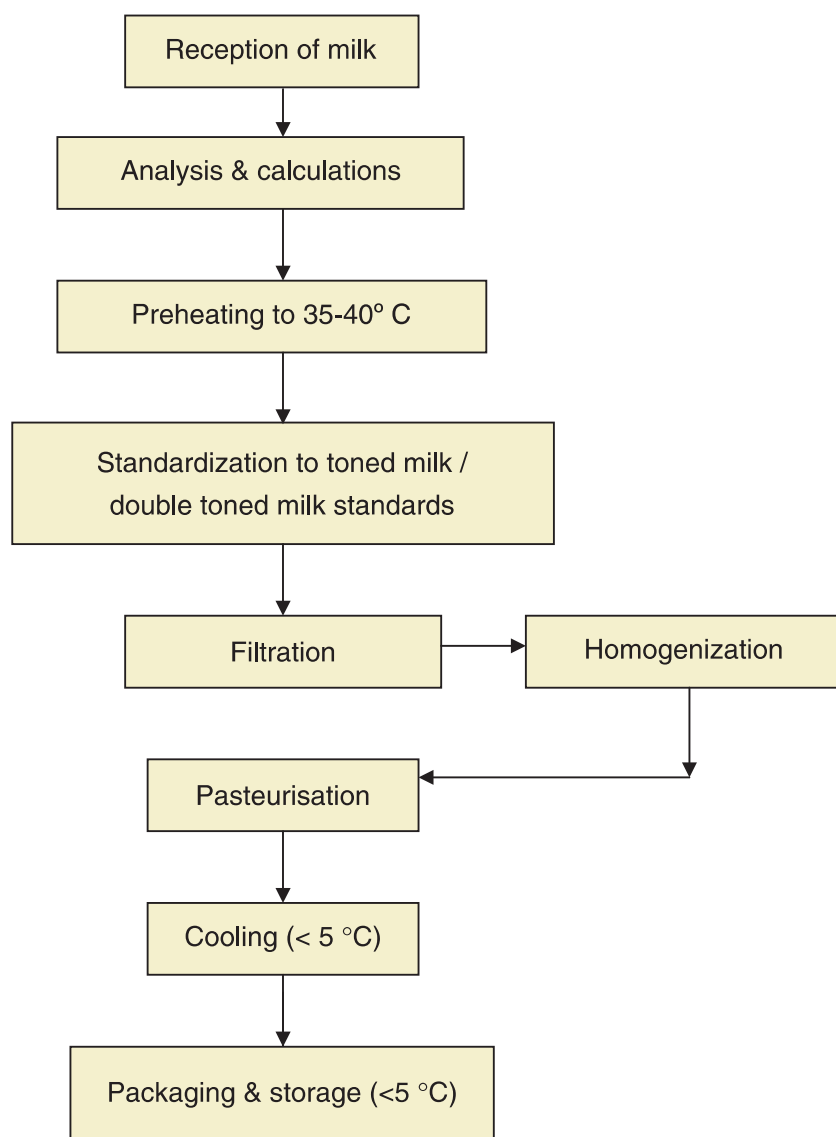 Reception of milk
Analysis & calculations
Preheating to 35-40º C
Standardization to toned milk /
double toned milk standards
Filtration
Homogenization
Pasteurisation
Cooling (< 5 °C)
Packaging & storage (<5 °C)